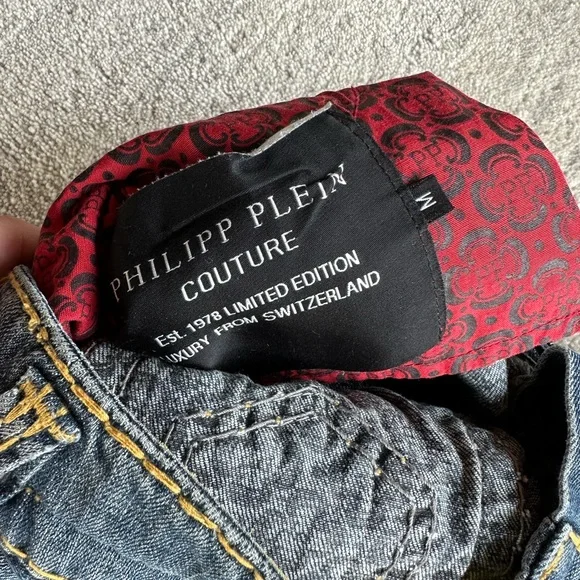 PHILIPP PLEIN
COUTURE
Est. 1978 LIMITED EDITION
LUXURY FROM SWITZERLAND
M